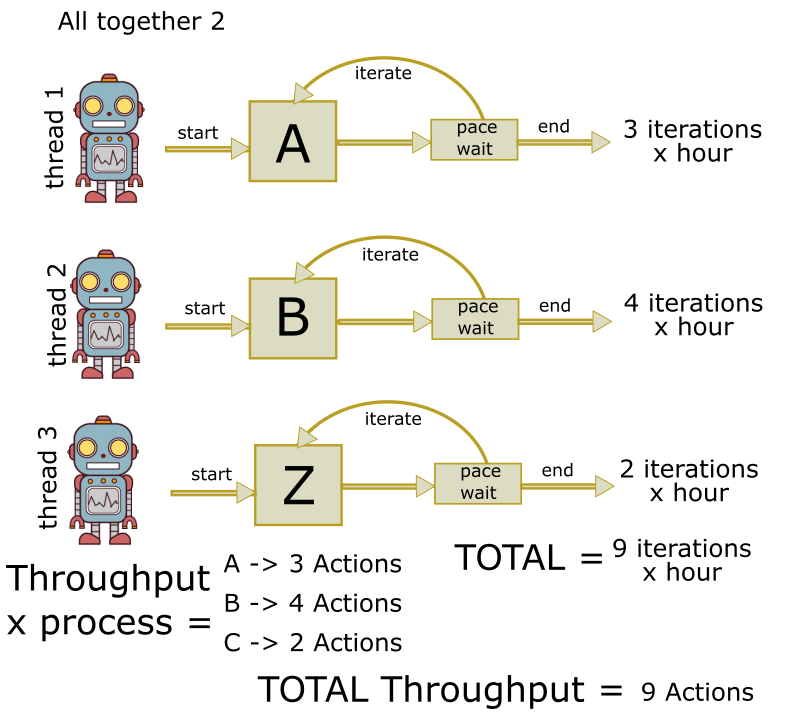 All together 2
thread 1
start
A
iterate
pace
wait
end
3 iterations
x hour
thread 2
start
B
iterate
pace
wait
end
4 iterations
x hour
thread 3
start
Z
iterate
pace
wait
end
2 iterations
x hour
Throughput
x process =
A -> 3 Actions
B -> 4 Actions
C -> 2 Actions
TOTAL = 9 iterations
x hour
TOTAL Throughput = 9 Actions